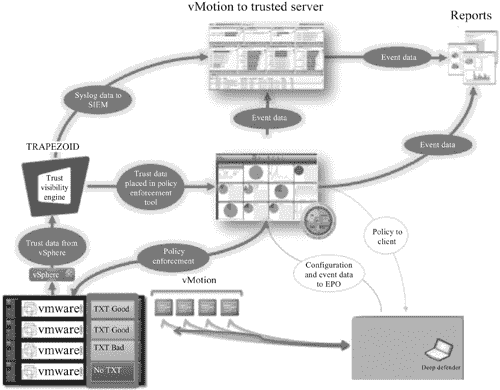 vMotion to trusted server
Reports
Event data
Syslog data to
SIEM
Event data
Event data
TRAPEZOID
Trust
visibility
engine
Trust data
placed in policy
enforcement
tool
Trust data from
vSphere
Policy
enforcement
Policy to
client
Configuration
and event data
to EPO
vSphere
vMotion
vmware
TXT Good
vmware
TXT Good
vmware
TXT Bad
vmware
No TXT
Deep defender